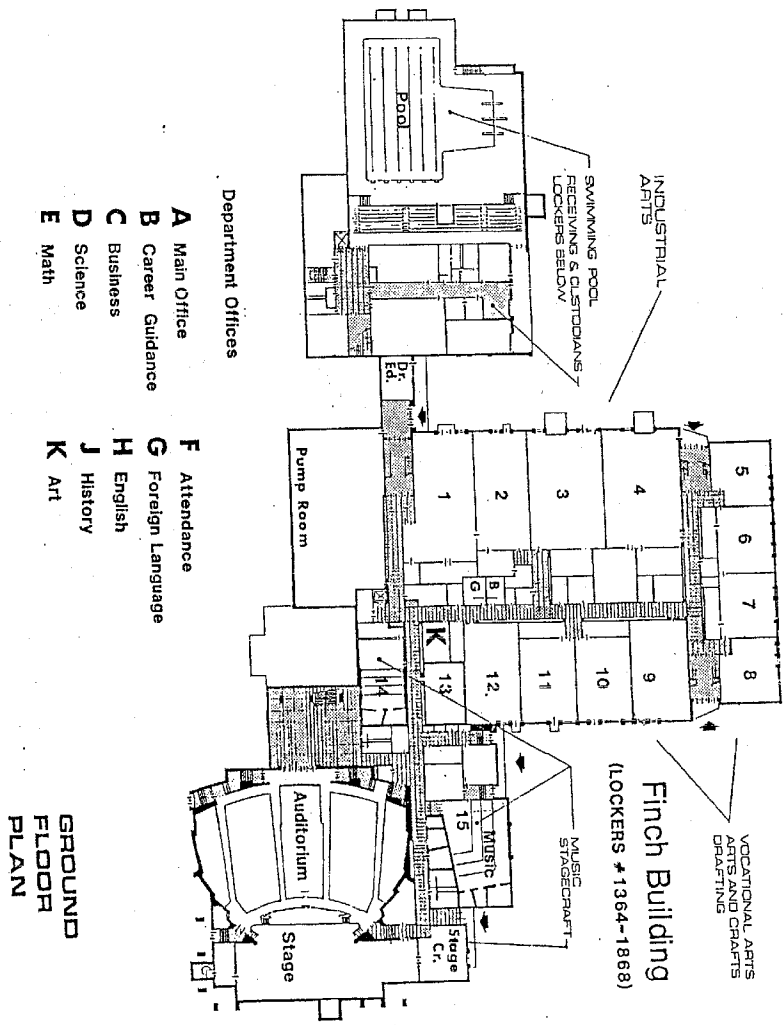 INDUSTRIAL
ARTS
SWIMMING POOL
RECEIVING & CUSTODIANS
LOCKERS BELOW
Pool
VOCATIONAL ARTS
ARTS AND CRAFTS
DRAFTING
Finch Building
(LOCKERS #1364-1868)
MUSIC
STAGECRAFT
5
6
7
8
4
3
2
1
9
10
11
12.
13
14
15
B
G
K
Dr.
Ed.
Pump Room
Music
Stage
Cr.
Auditorium
Stage
Department Offices
A Main Office
B Career Guidance
C Business
D Science
E Math
F Attendance
G Foreign Language
H English
J History
K Art
GROUND
FLOOR
PLAN